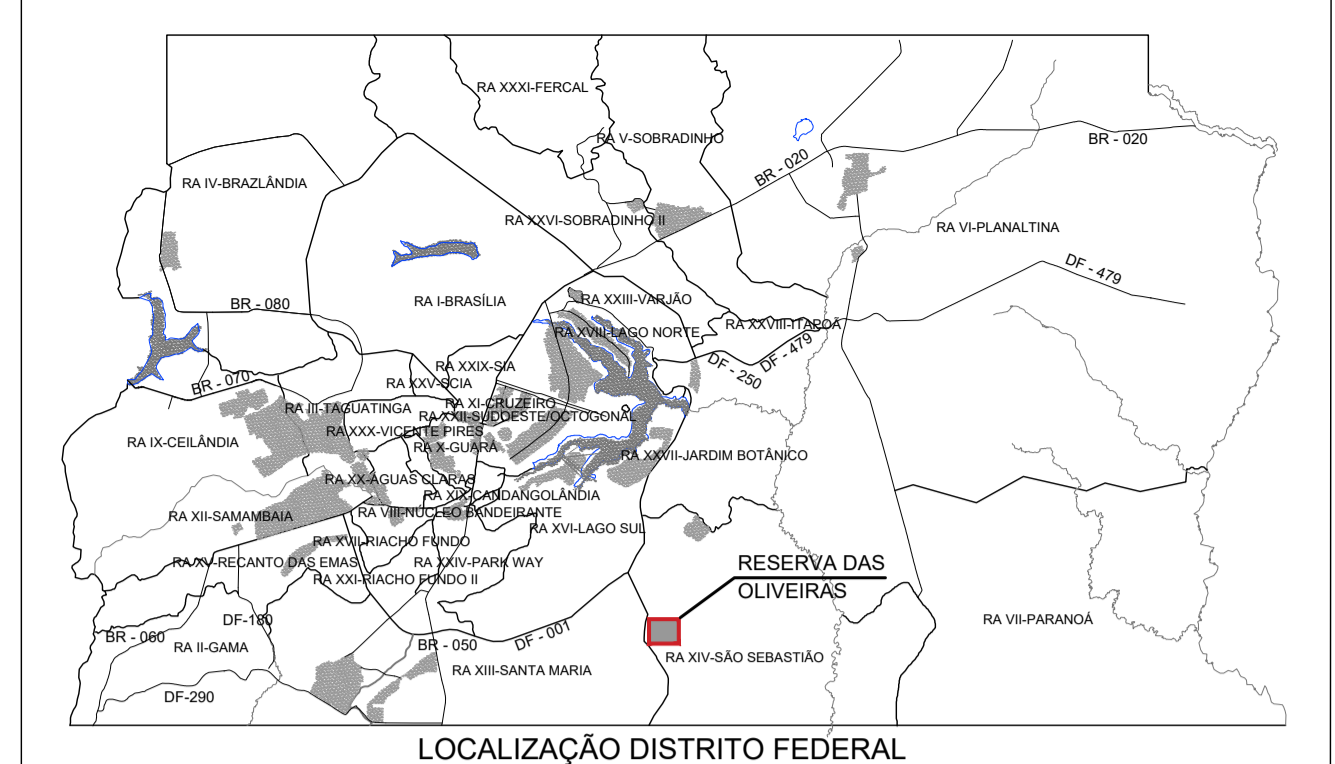 RA XXXI-FERCAL
RA V-SOBRADINHO
BR - 020
BR - 020
RA IV-BRAZLÂNDIA
RA XXVI-SOBRADINHO II
RA VI-PLANALTINA
DF - 479
RA I-BRASÍLIA
BR - 080
RA XXIII-VARJÃO
RA XXVIII-ITAPOÃ
RA XVIII-LAGO NORTE
DF - 479
DF - 250
RA XXIX-SIA
RA XXV-SCIA
BR - 070
RA XI-CRUZEIRO
RA III-TAGUATINGA
RA XXII-SUDOESTE/OCTOGONAL
RA XXX-VICENTE PIRES
RA IX-CEILÂNDIA
RA X-GUARÁ
RA XXVII-JARDIM BOTÂNICO
RA XX-ÁGUAS CLARAS
RA XIX-CANDANGOLÂNDIA
RA VIII-NÚCLEO BANDEIRANTE
RA XII-SAMAMBAIA
RA XVI-LAGO SUL
RA XVII-RIACHO FUNDO
RA XV-RECANTO DAS EMAS
RA XXIV-PARK WAY
RESERVA DAS
RA XXI-RIACHO FUNDO II
OLIVEIRAS
DF-180
RA VII-PARANOÁ
BR - 060
DF - 001
BR - 050
RA II-GAMA
RA XIV-SÃO SEBASTIÃO
RA XIII-SANTA MARIA
DF-290
LOCALIZAÇÃO DISTRITO FEDERAL